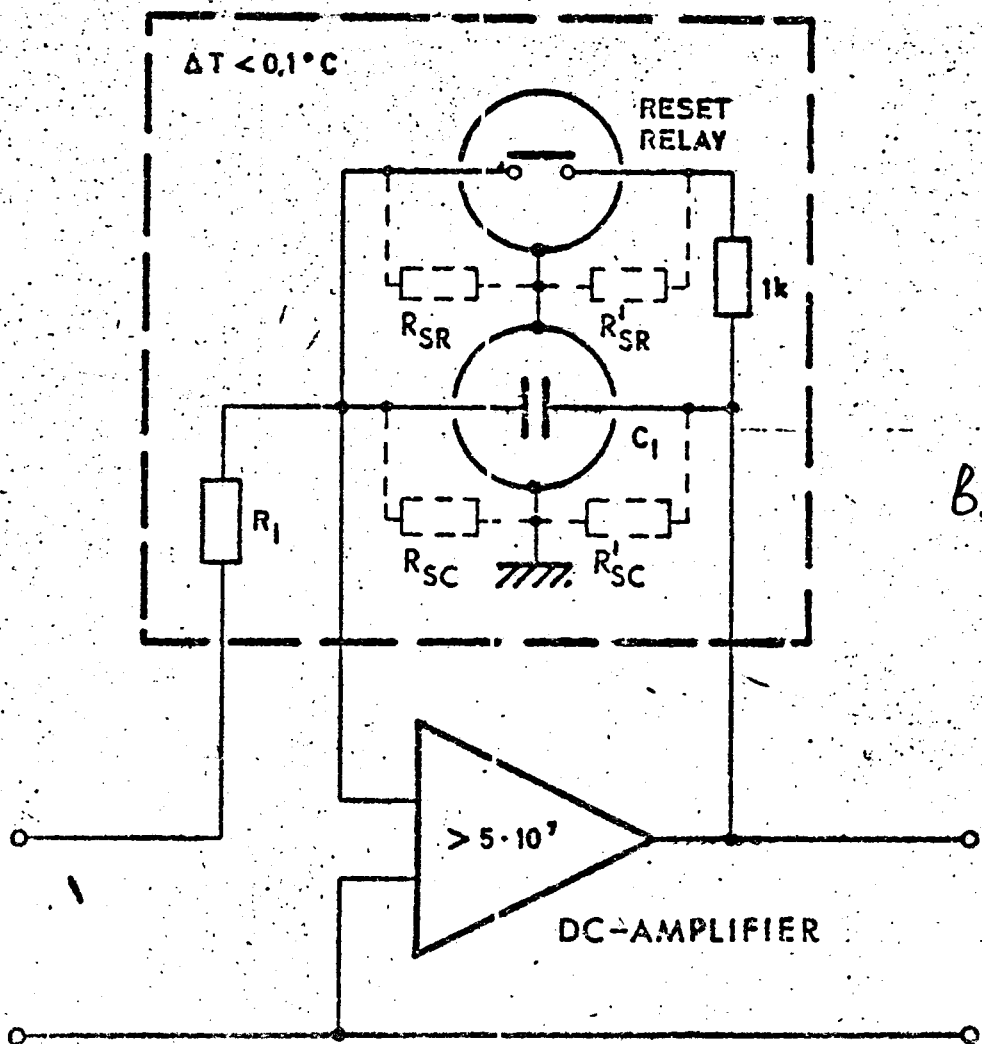 ΔT < 0,1°C
RESET
RELAY
1k
R_SR
R'_SR
C_I
R_I
R_SC
R'_SC
B.
> 5·10⁷
DC-AMPLIFIER